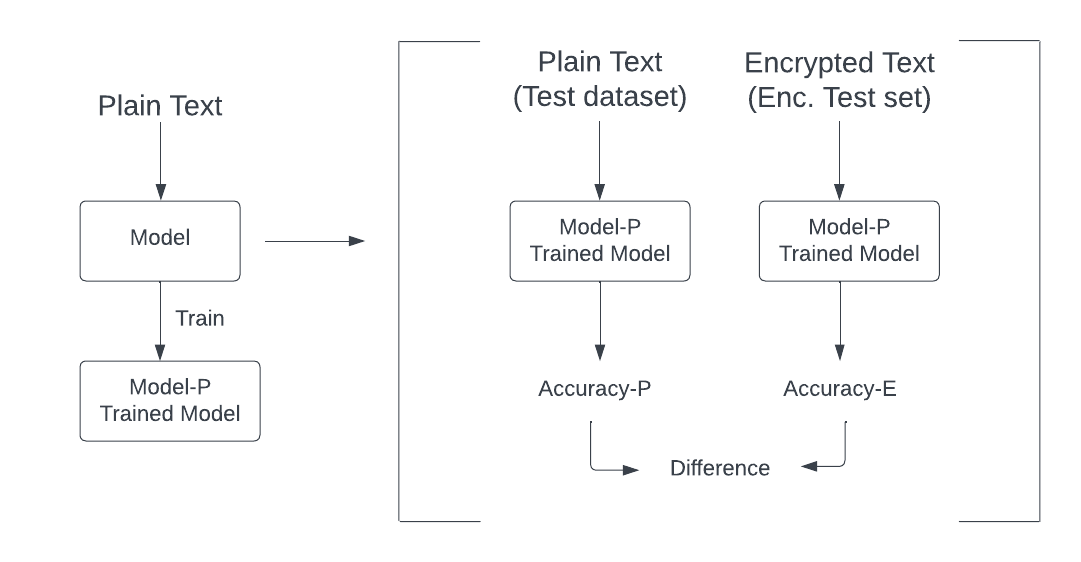 Plain Text
Model
Train
Model-P
Trained Model
Plain Text
(Test dataset)
Model-P
Trained Model
Accuracy-P
Encrypted Text
(Enc. Test set)
Model-P
Trained Model
Accuracy-E
Difference